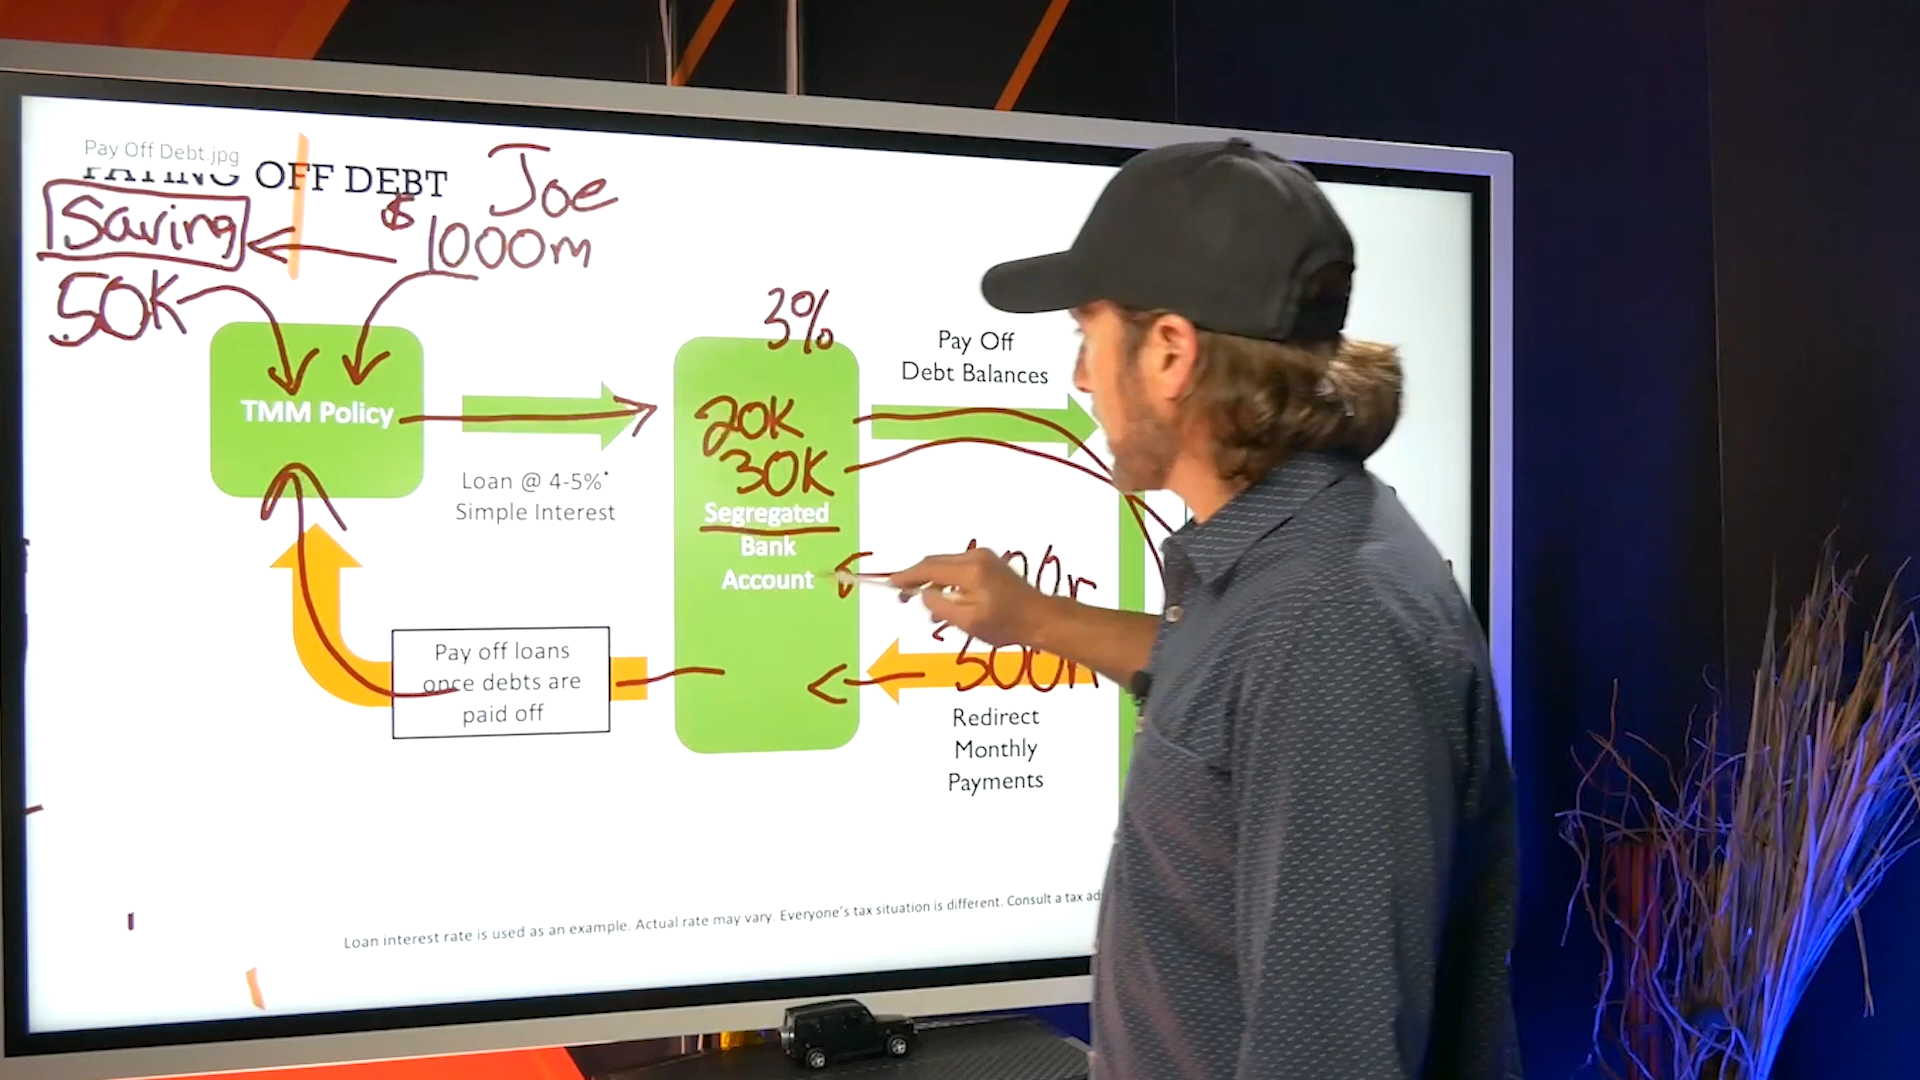 Pay Off Debt.jpg
PAYING OFF DEBT
Joe
Saving
$
1000m
50K
3%
Pay Off
Debt Balances
TMM Policy
20K
30K
Loan @ 4-5%*
Simple Interest
Segregated
Bank
Account
Pay off loans
once debts are
paid off
Redirect
Monthly
Payments
Loan interest rate is used as an example. Actual rate may vary. Everyone's tax situation is different. Consult a tax